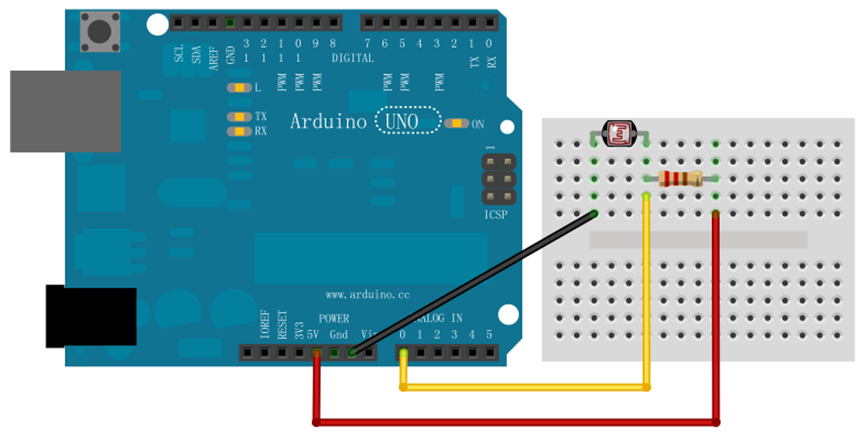 SCL
SDA
AREF
GND
3
1
2
1
1
1
0
1
9
8
7
6
5
4
3
2
1
0
DIGITAL
PWM
PWM
PWM
PWM
PWM
PWM
TX
RX
L
TX
RX
Arduino UNO
ON
1
ICSP
www.arduino.cc
POWER
ANALOG IN
IOREF
RESET
3V3
5V
Gnd
0 1 2 3 4 5